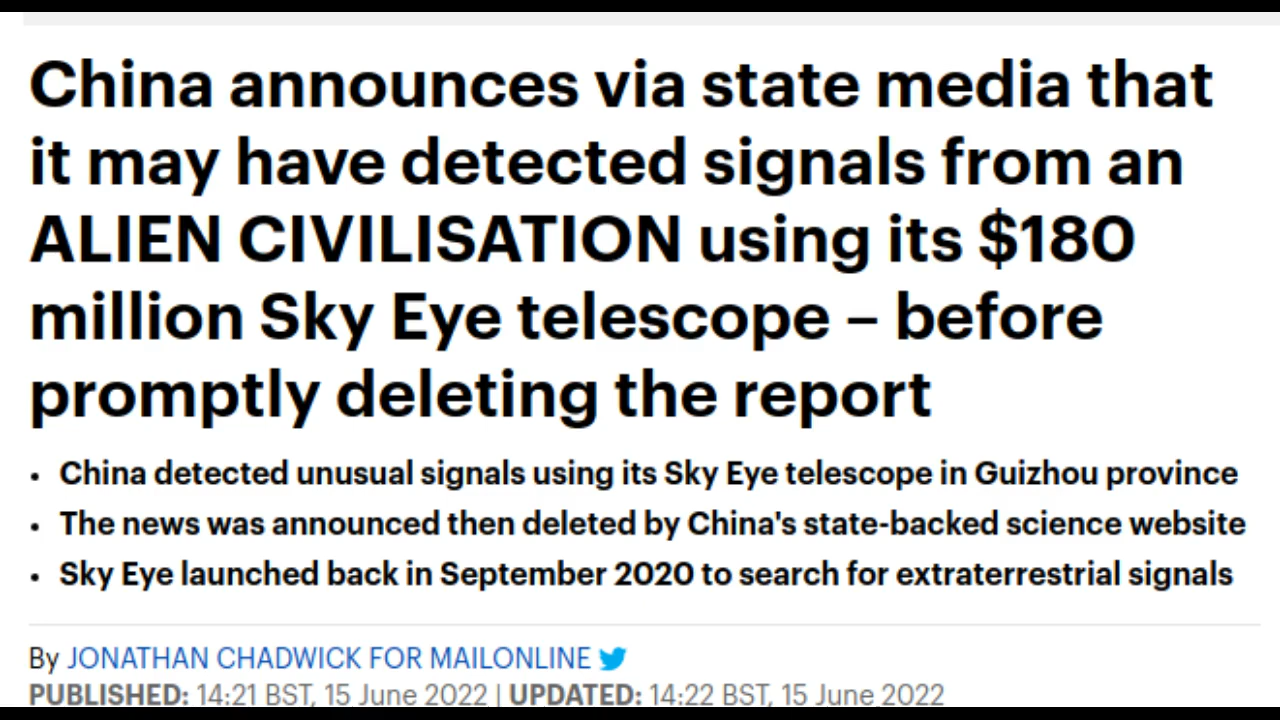 China announces via state media that
it may have detected signals from an
ALIEN CIVILISATION using its $180
million Sky Eye telescope – before
promptly deleting the report
• China detected unusual signals using its Sky Eye telescope in Guizhou province
• The news was announced then deleted by China's state-backed science website
• Sky Eye launched back in September 2020 to search for extraterrestrial signals
By JONATHAN CHADWICK FOR MAILONLINE
PUBLISHED: 14:21 BST, 15 June 2022 | UPDATED: 14:22 BST, 15 June 2022